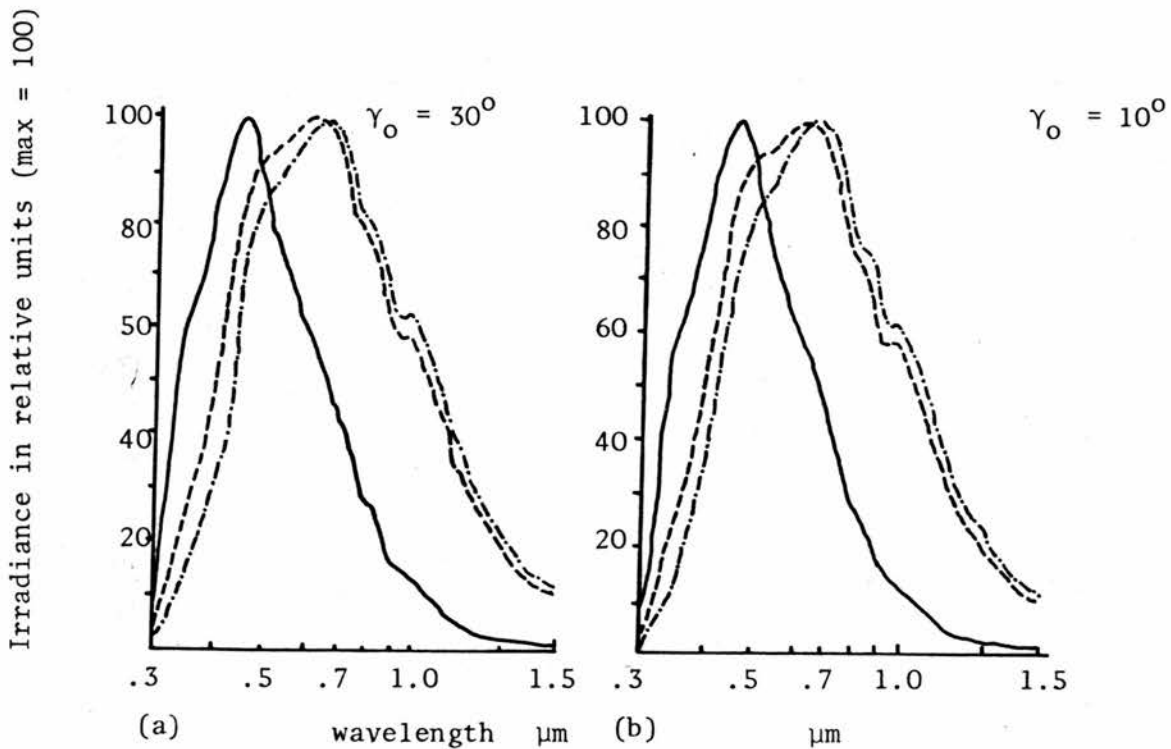 Irradiance in relative units (max = 100)
γo = 30°
100
80
50
40
20
.3 .5 .7 1.0 1.5
(a) wavelength μm
γo = 10°
100
80
60
40
20
.3 .5 .7 1.0 1.5
(b) μm